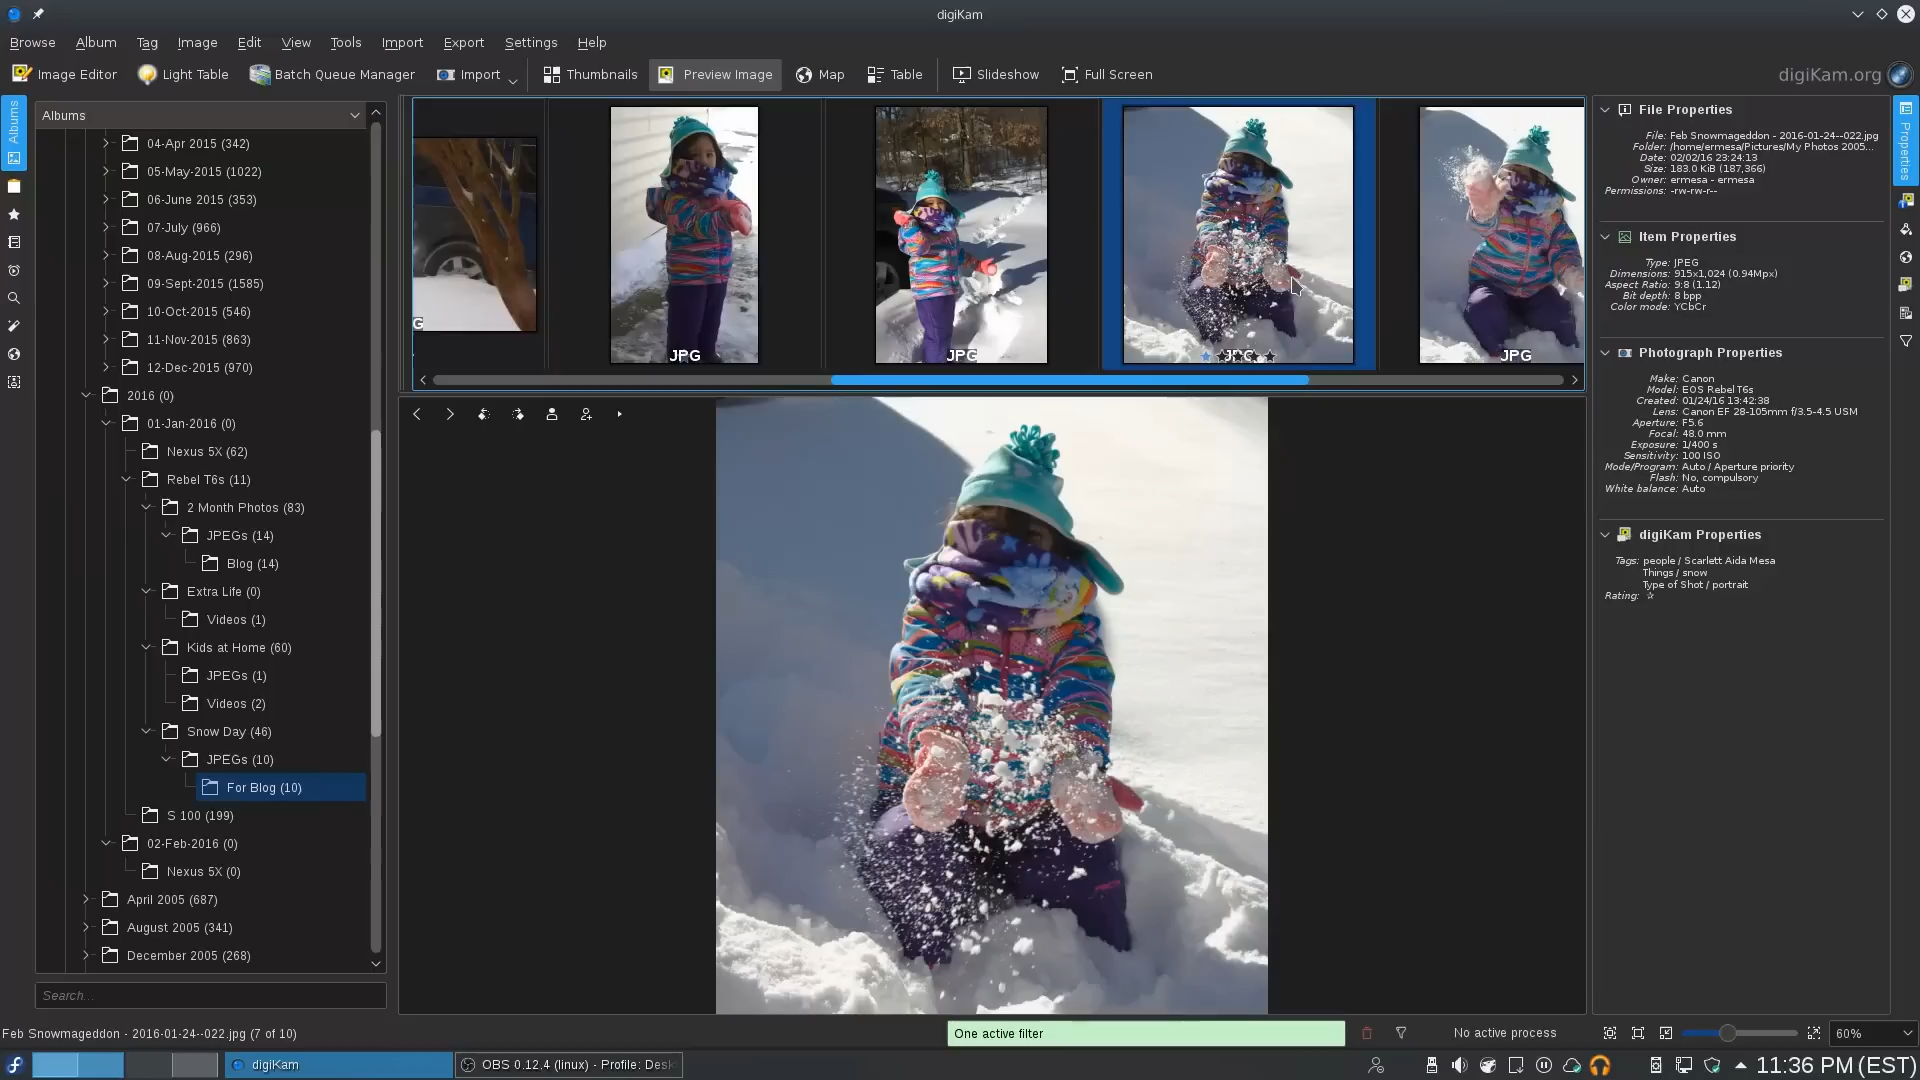 digiKam
Browse Album Tag Image Edit View Tools Import Export Settings Help
Image Editor Light Table Batch Queue Manager Import Thumbnails Preview Image Map Table Slideshow Full Screen digiKam.org
Albums
Albums
04-Apr 2015 (342)
05-May-2015 (1022)
06-June 2015 (353)
07-July (966)
08-Aug-2015 (296)
09-Sept-2015 (1585)
10-Oct-2015 (546)
11-Nov-2015 (863)
12-Dec-2015 (970)
2016 (0)
01-Jan-2016 (0)
Nexus 5X (62)
Rebel T6s (11)
2 Month Photos (83)
JPEGs (14)
Blog (14)
Extra Life (0)
Videos (1)
Kids at Home (60)
JPEGs (1)
Videos (2)
Snow Day (46)
JPEGs (10)
For Blog (10)
S 100 (199)
02-Feb-2016 (0)
Nexus 5X (0)
April 2005 (687)
August 2005 (341)
December 2005 (268)
Search...
G
JPG
JPG
JPG
JPG
File Properties
File: Feb Snowmageddon - 2016-01-24--022.jpg
Folder: /home/ermesa/Pictures/My Photos 2005...
Date: 02/02/16 23:24:13
Size: 183.0 KiB (187,366)
Owner: ermesa - ermesa
Permissions: -rw-rw-r--
Item Properties
Type: JPEG
Dimensions: 915x1,024 (0.94Mpx)
Aspect Ratio: 9:8 (1.12)
Bit depth: 8 bpp
Color mode: YCbCr
Photograph Properties
Make: Canon
Model: EOS Rebel T6s
Created: 01/24/16 13:42:38
Lens: Canon EF 28-105mm f/3.5-4.5 USM
Aperture: F5.6
Focal: 48.0 mm
Exposure: 1/400 s
Sensitivity: 100 ISO
Mode/Program: Auto / Aperture priority
Flash: No, compulsory
White balance: Auto
digiKam Properties
Tags: people / Scarlett Aida Mesa
Things / snow
Type of Shot / portrait
Rating: ☆
Properties
Feb Snowmageddon - 2016-01-24--022.jpg (7 of 10)
One active filter
No active process
60%
digiKam
OBS 0.12.4 (linux) - Profile: Desk
11:36 PM (EST)